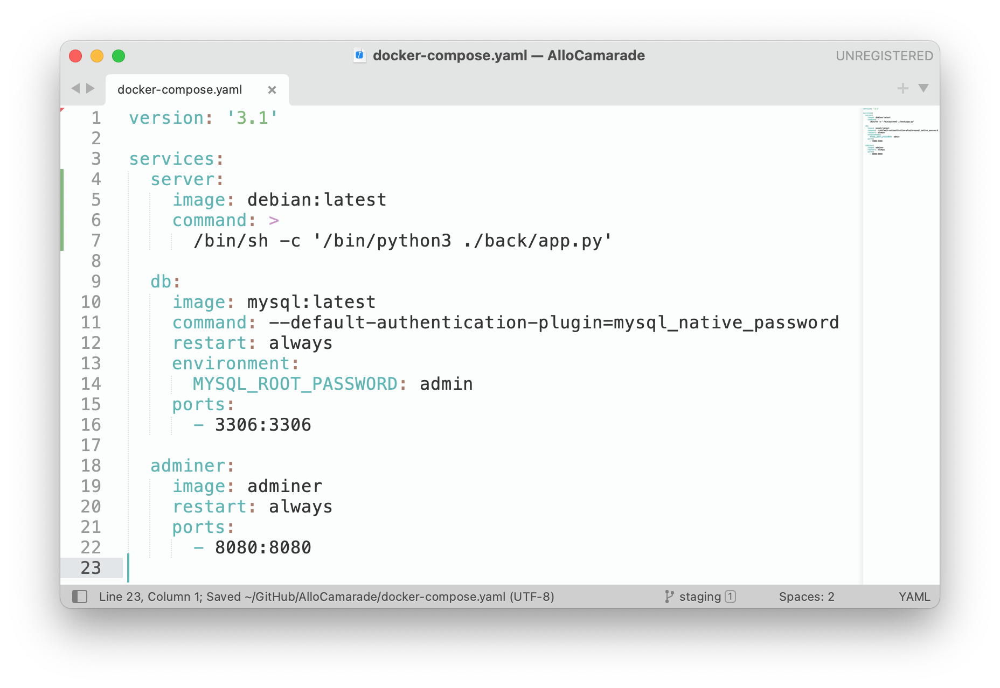 docker-compose.yaml — AlloCamarade
UNREGISTERED
docker-compose.yaml
1 version: '3.1'
2
3 services:
4   server:
5     image: debian:latest
6     command: >
7       /bin/sh -c '/bin/python3 ./back/app.py'
8
9   db:
10     image: mysql:latest
11     command: --default-authentication-plugin=mysql_native_password
12     restart: always
13     environment:
14       MYSQL_ROOT_PASSWORD: admin
15     ports:
16       - 3306:3306
17
18   adminer:
19     image: adminer
20     restart: always
21     ports:
22       - 8080:8080
23
Line 23, Column 1; Saved ~/GitHub/AlloCamarade/docker-compose.yaml (UTF-8)
staging 1
Spaces: 2
YAML